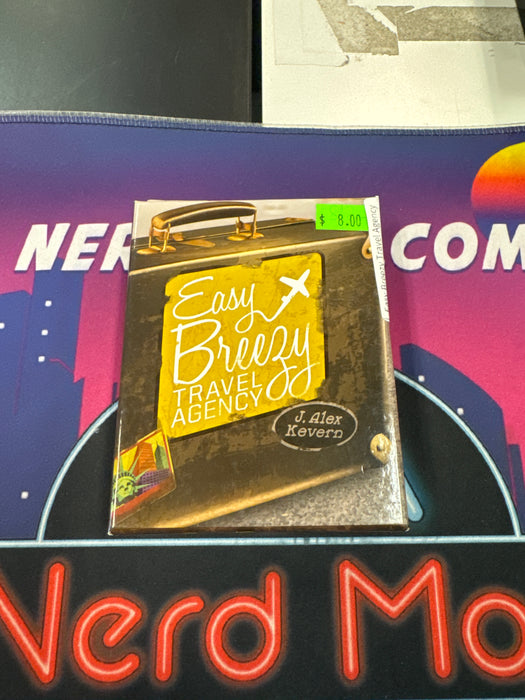 NER
COM
$ 8.00
Easy Breezy Travel Agency
Easy
Breezy
TRAVEL
AGENCY
J. Alex
Kevern
Nerd Mo